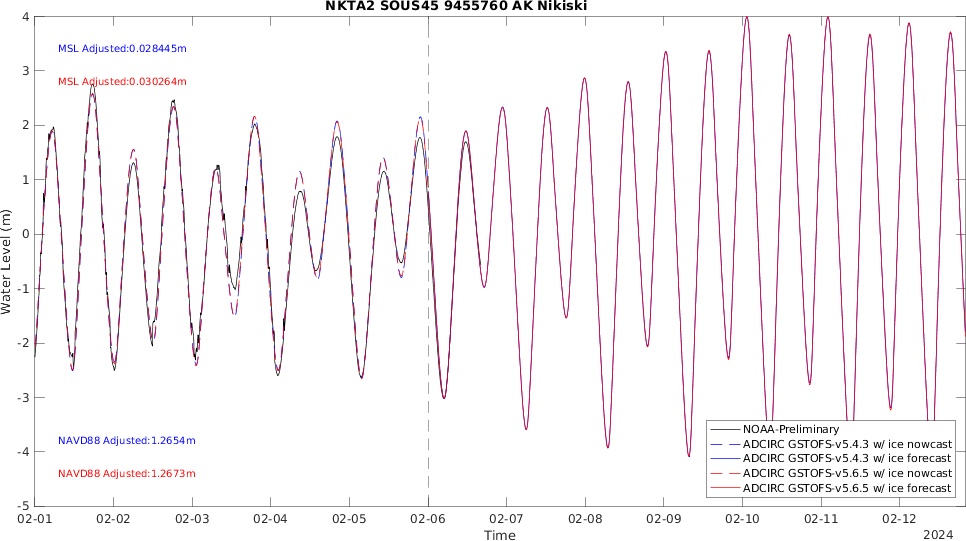 NKTA2 SOUS45 9455760 AK Nikiski
4
3
2
1
0
-1
-2
-3
-4
-5
Water Level (m)
MSL Adjusted:0.028445m
MSL Adjusted:0.030264m
NAVD88 Adjusted:1.2654m
NAVD88 Adjusted:1.2673m
NOAA-Preliminary
ADCIRC GSTOFS-v5.4.3 w/ ice nowcast
ADCIRC GSTOFS-v5.4.3 w/ ice forecast
ADCIRC GSTOFS-v5.6.5 w/ ice nowcast
ADCIRC GSTOFS-v5.6.5 w/ ice forecast
02-01 02-02 02-03 02-04 02-05 02-06 02-07 02-08 02-09 02-10 02-11 02-12
Time
2024